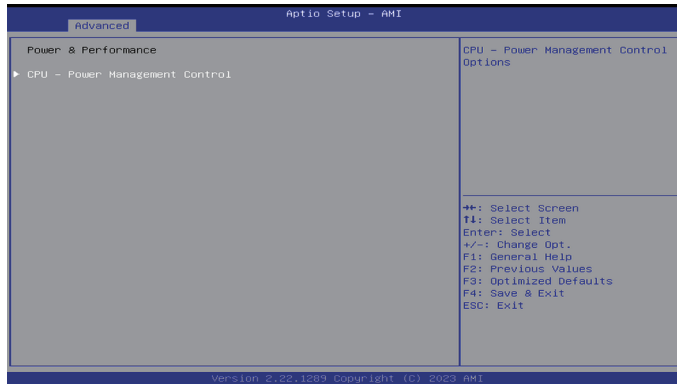 Aptio Setup – AMI
Advanced
Power & Performance
▶ CPU – Power Management Control
CPU – Power Management Control
Options
→←: Select Screen
↑↓: Select Item
Enter: Select
+/-: Change Opt.
F1: General Help
F2: Previous Values
F3: Optimized Defaults
F4: Save & Exit
ESC: Exit
Version 2.22.1289 Copyright (C) 2023 AMI